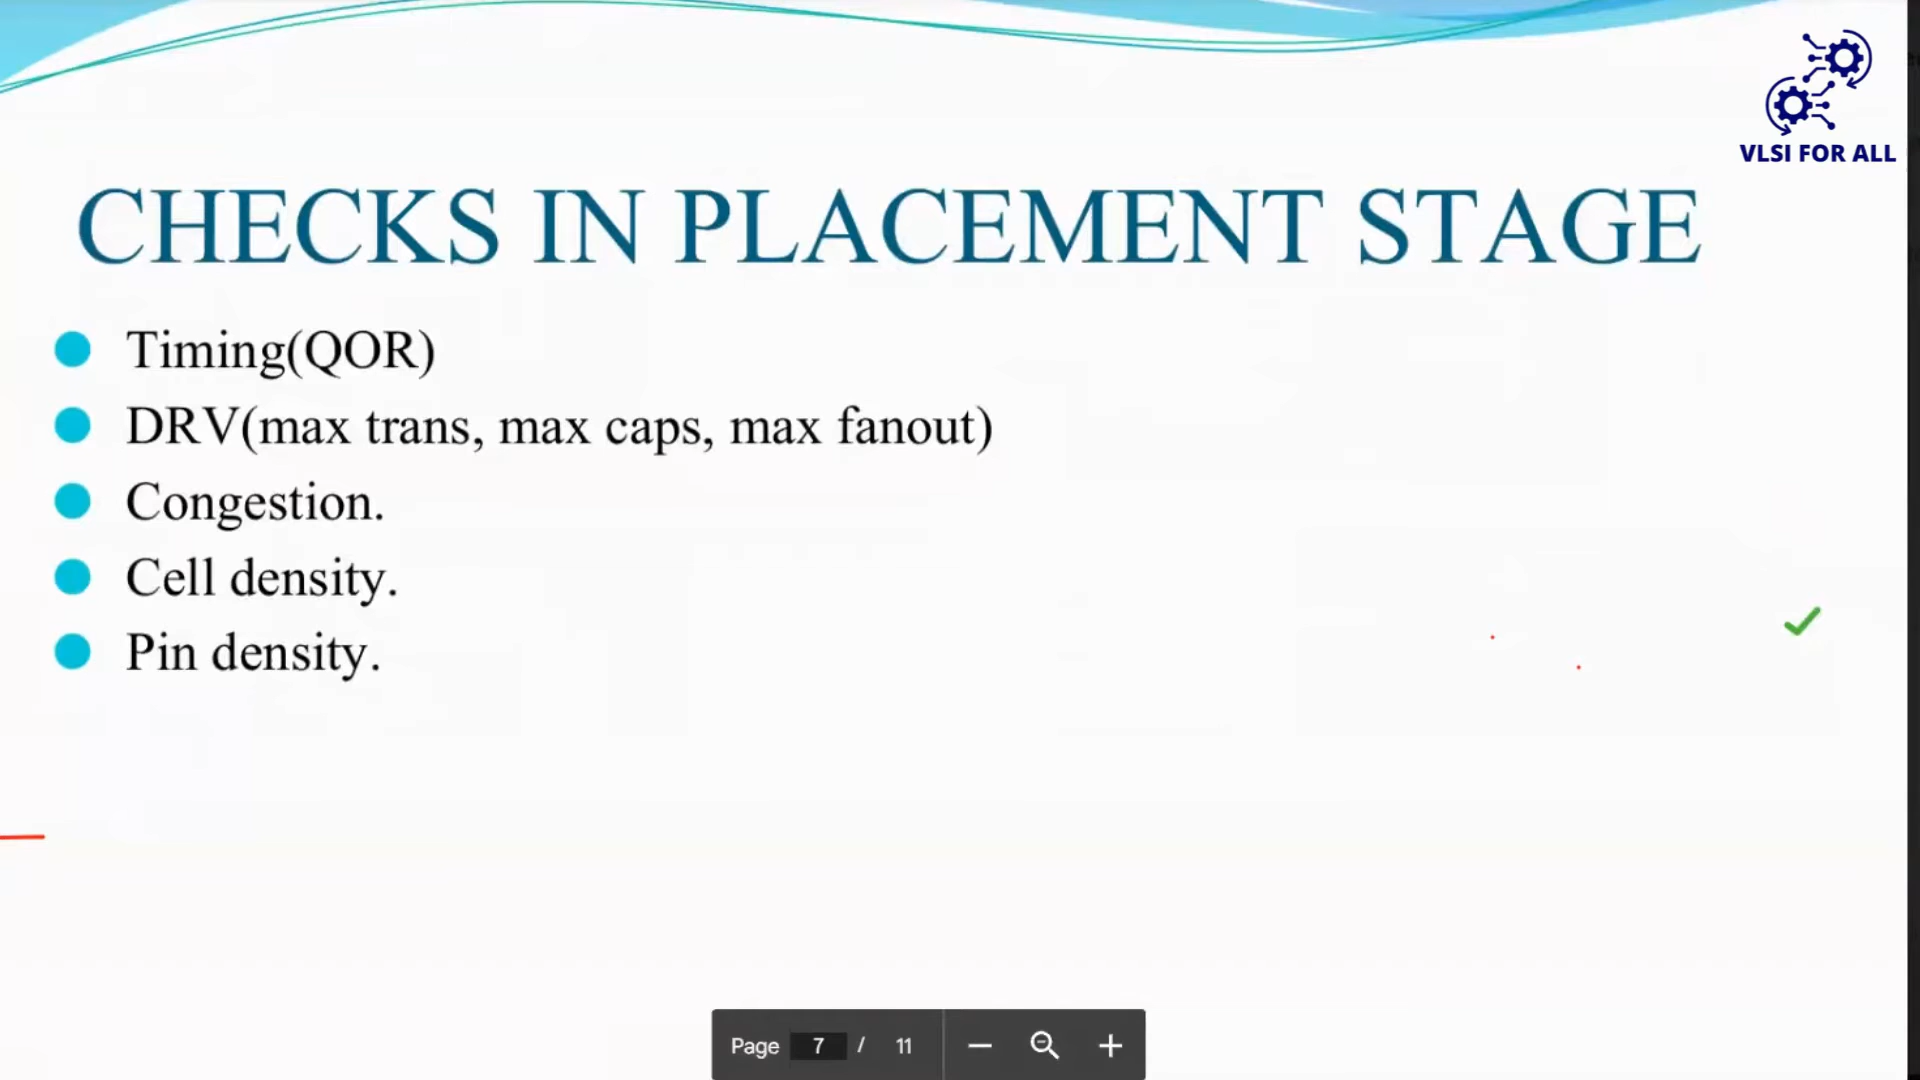 VLSI FOR ALL
CHECKS IN PLACEMENT STAGE
Timing(QOR)
DRV(max trans, max caps, max fanout)
Congestion.
Cell density.
Pin density.
Page 7 / 11